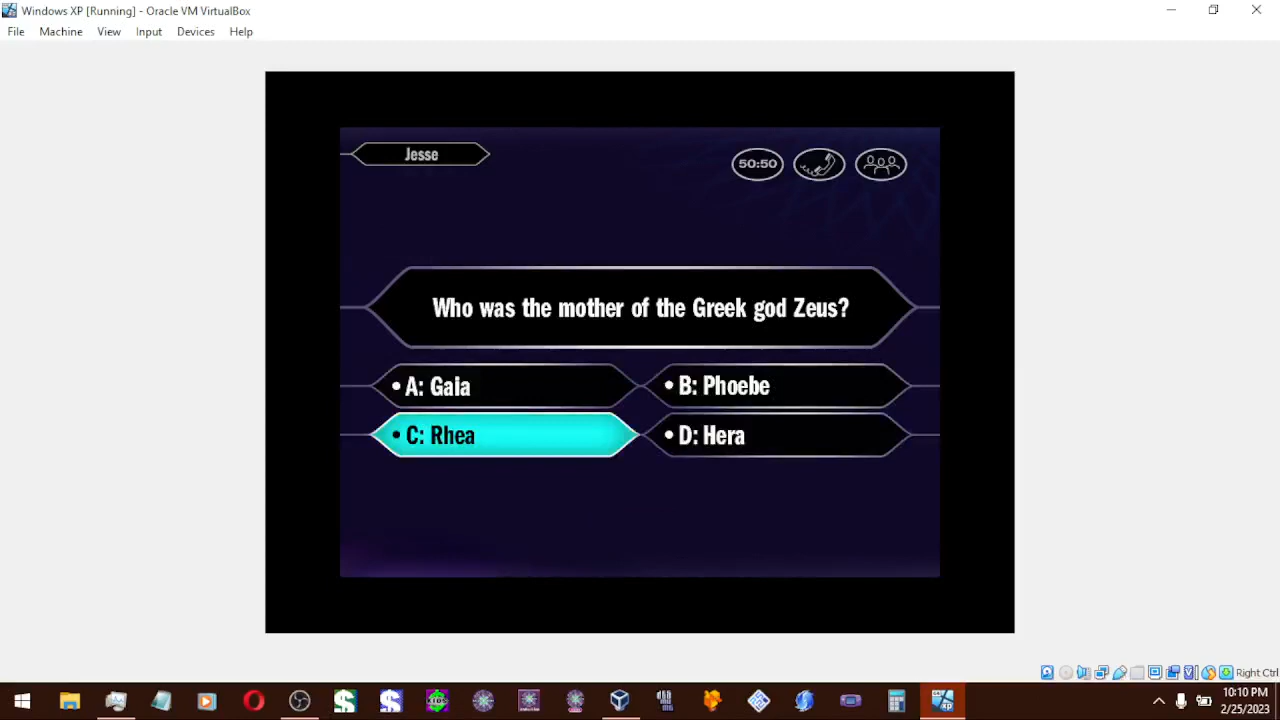 Windows XP [Running] - Oracle VM VirtualBox
File Machine View Input Devices Help
Jesse
50:50
Who was the mother of the Greek god Zeus?
• A: Gaia
• B: Phoebe
• C: Rhea
• D: Hera
Right Ctrl
10:10 PM
2/25/2023